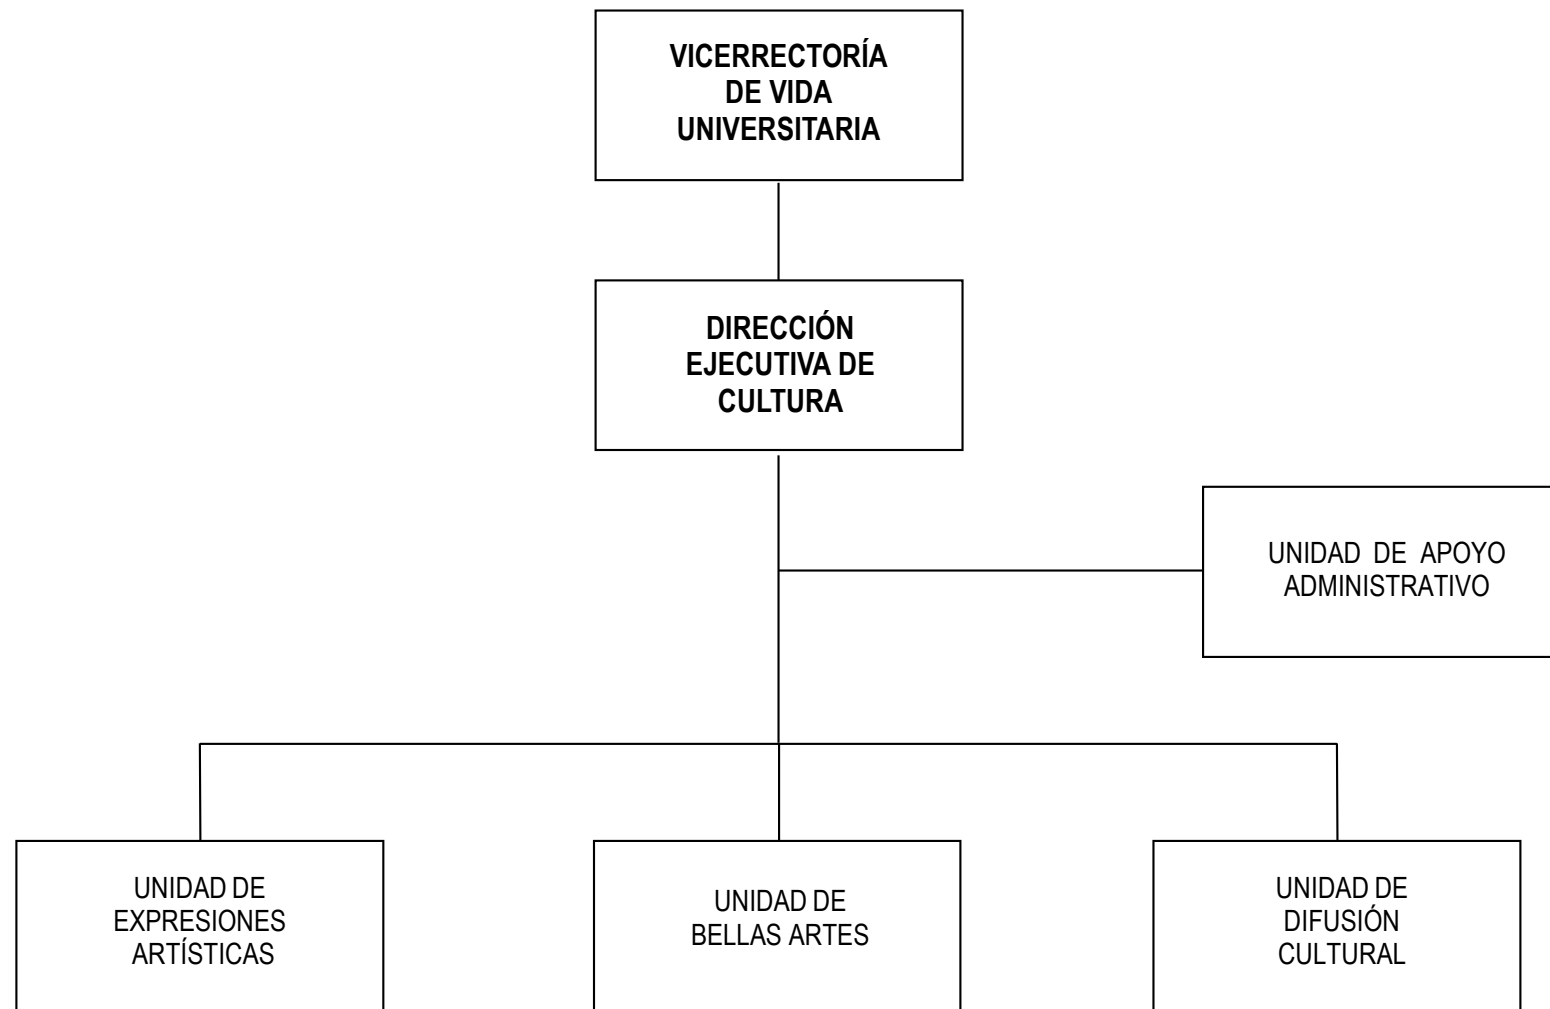 VICERRECTORÍA
DE VIDA
UNIVERSITARIA
DIRECCIÓN
EJECUTIVA DE
CULTURA
UNIDAD DE APOYO
ADMINISTRATIVO
UNIDAD DE
EXPRESIONES
ARTÍSTICAS
UNIDAD DE
BELLAS ARTES
UNIDAD DE
DIFUSIÓN
CULTURAL